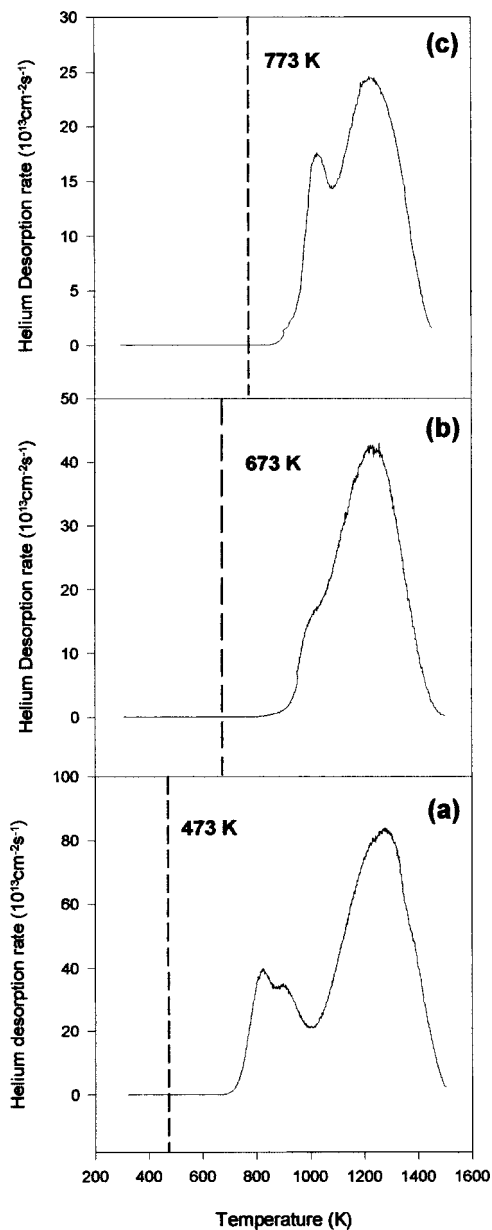 30
(c)
773 K
25
20
15
10
5
0
Helium Desorption rate (10¹³cm⁻²s⁻¹)
50
(b)
673 K
40
30
20
10
0
Helium Desorption rate (10¹³cm⁻²s⁻¹)
100
(a)
473 K
80
60
40
20
0
Helium desorption rate (10¹³cm⁻²s⁻¹)
200 400 600 800 1000 1200 1400 1600
Temperature (K)